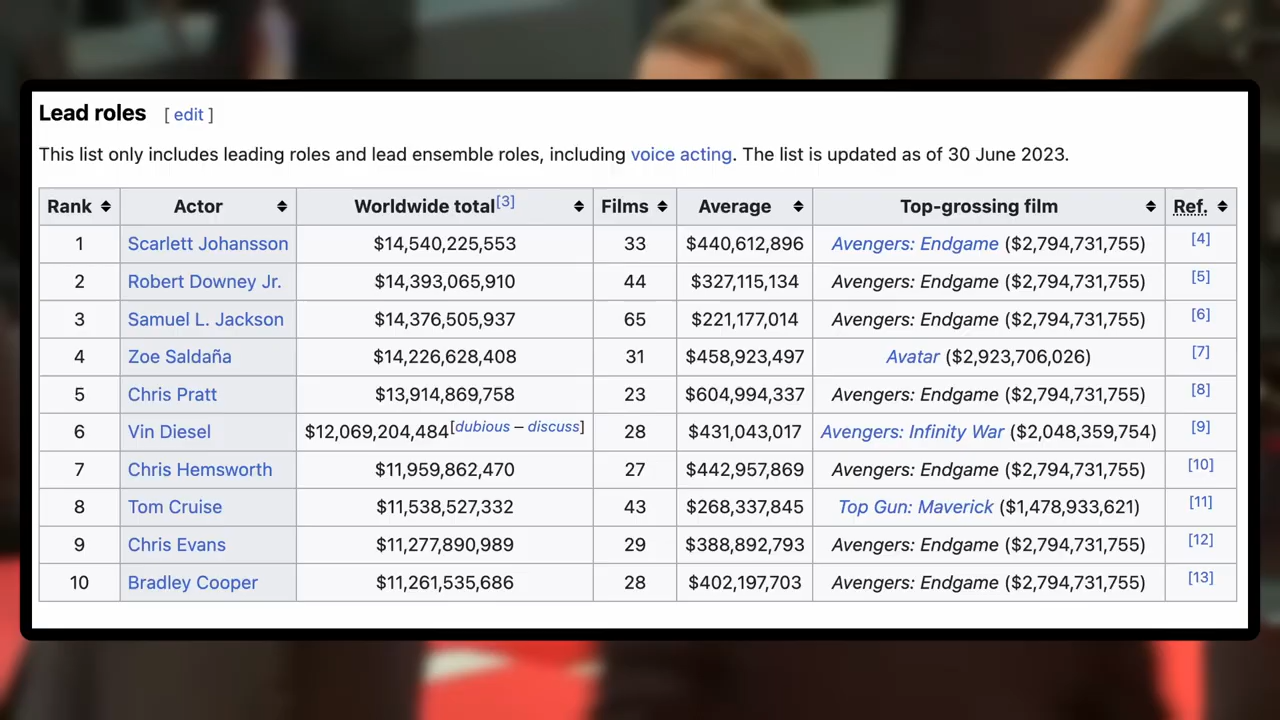 Lead roles [ edit ]
This list only includes leading roles and lead ensemble roles, including voice acting. The list is updated as of 30 June 2023.
Rank Actor Worldwide total[3] Films Average Top-grossing film Ref.
1 Scarlett Johansson $14,540,225,553 33 $440,612,896 Avengers: Endgame ($2,794,731,755) [4]
2 Robert Downey Jr. $14,393,065,910 44 $327,115,134 Avengers: Endgame ($2,794,731,755) [5]
3 Samuel L. Jackson $14,376,505,937 65 $221,177,014 Avengers: Endgame ($2,794,731,755) [6]
4 Zoe Saldaña $14,226,628,408 31 $458,923,497 Avatar ($2,923,706,026) [7]
5 Chris Pratt $13,914,869,758 23 $604,994,337 Avengers: Endgame ($2,794,731,755) [8]
6 Vin Diesel $12,069,204,484[dubious – discuss] 28 $431,043,017 Avengers: Infinity War ($2,048,359,754) [9]
7 Chris Hemsworth $11,959,862,470 27 $442,957,869 Avengers: Endgame ($2,794,731,755) [10]
8 Tom Cruise $11,538,527,332 43 $268,337,845 Top Gun: Maverick ($1,478,933,621) [11]
9 Chris Evans $11,277,890,989 29 $388,892,793 Avengers: Endgame ($2,794,731,755) [12]
10 Bradley Cooper $11,261,535,686 28 $402,197,703 Avengers: Endgame ($2,794,731,755) [13]